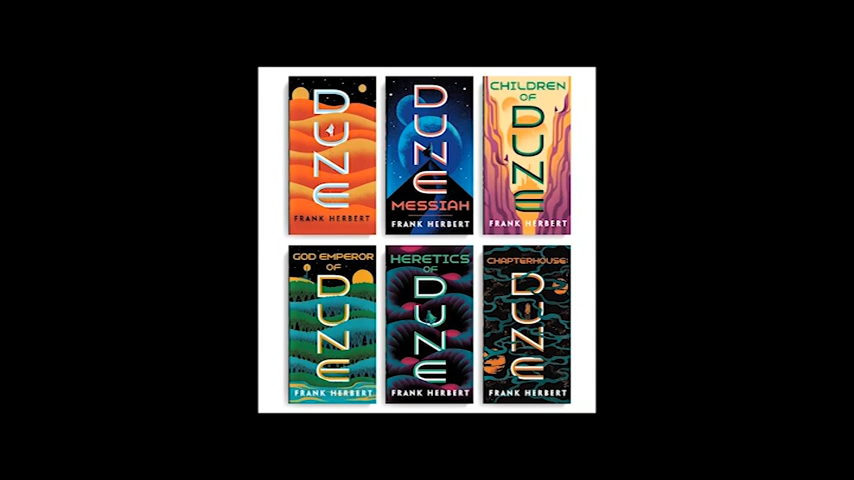 DUNE
FRANK HERBERT
DUNE
MESSIAH
FRANK HERBERT
CHILDREN
OF
DUNE
FRANK HERBERT
GOD EMPEROR
OF
DUNE
FRANK HERBERT
HERETICS
OF
DUNE
FRANK HERBERT
CHAPTERHOUSE:
DUNE
FRANK HERBERT